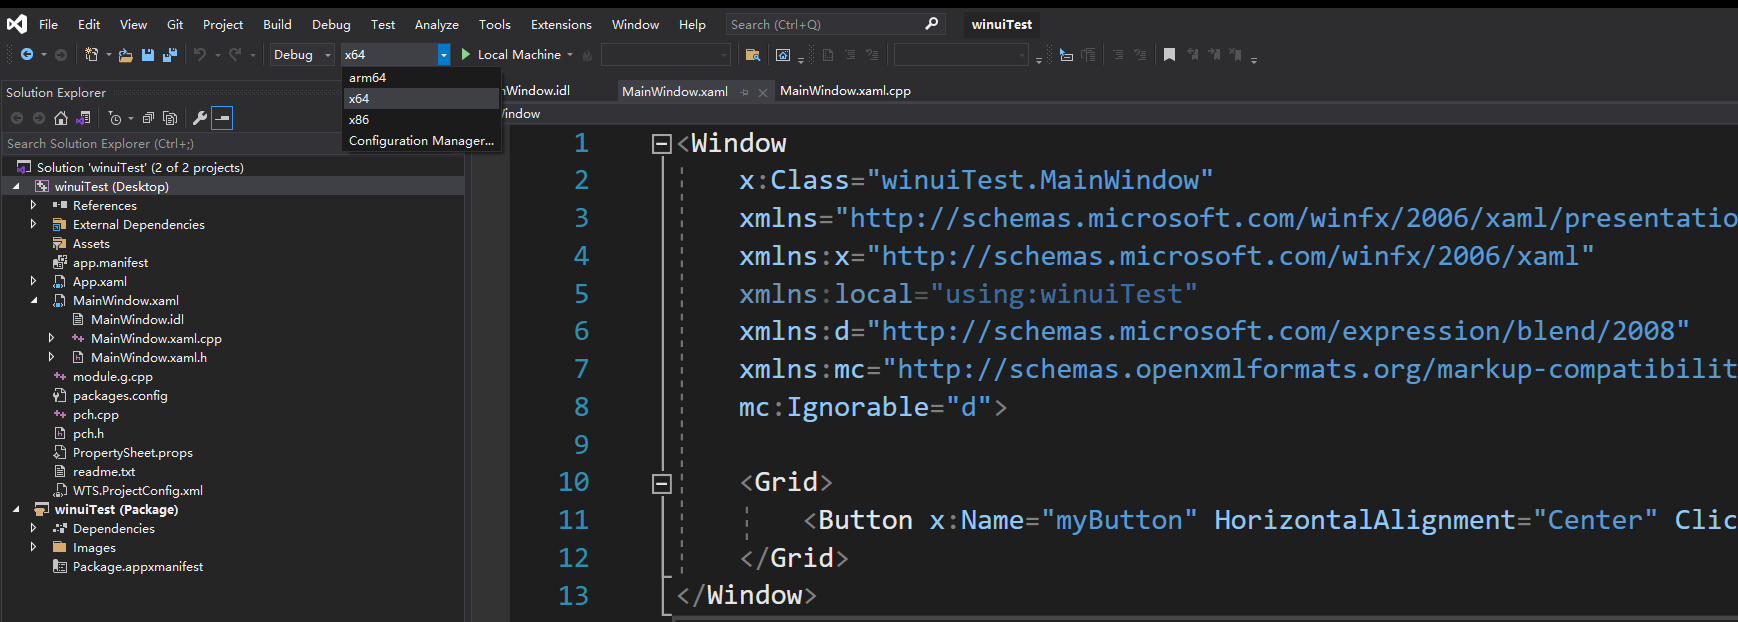 File Edit View Git Project Build Debug Test Analyze Tools Extensions Window Help Search (Ctrl+Q) winuiTest
Debug x64 Local Machine
arm64
x64
x86
Configuration Manager...
Solution Explorer
Search Solution Explorer (Ctrl+;)
Solution 'winuiTest' (2 of 2 projects)
winuiTest (Desktop)
References
External Dependencies
Assets
app.manifest
App.xaml
MainWindow.xaml
MainWindow.idl
MainWindow.xaml.cpp
MainWindow.xaml.h
module.g.cpp
packages.config
pch.cpp
pch.h
PropertySheet.props
readme.txt
WTS.ProjectConfig.xml
winuiTest (Package)
Dependencies
Images
Package.appxmanifest
nWindow.idl MainWindow.xaml MainWindow.xaml.cpp
indow
1 <Window
2 x:Class="winuiTest.MainWindow"
3 xmlns="http://schemas.microsoft.com/winfx/2006/xaml/presentatio
4 xmlns:x="http://schemas.microsoft.com/winfx/2006/xaml"
5 xmlns:local="using:winuiTest"
6 xmlns:d="http://schemas.microsoft.com/expression/blend/2008"
7 xmlns:mc="http://schemas.openxmlformats.org/markup-compatibilit
8 mc:Ignorable="d">
9
10 <Grid>
11 <Button x:Name="myButton" HorizontalAlignment="Center" Clic
12 </Grid>
13 </Window>